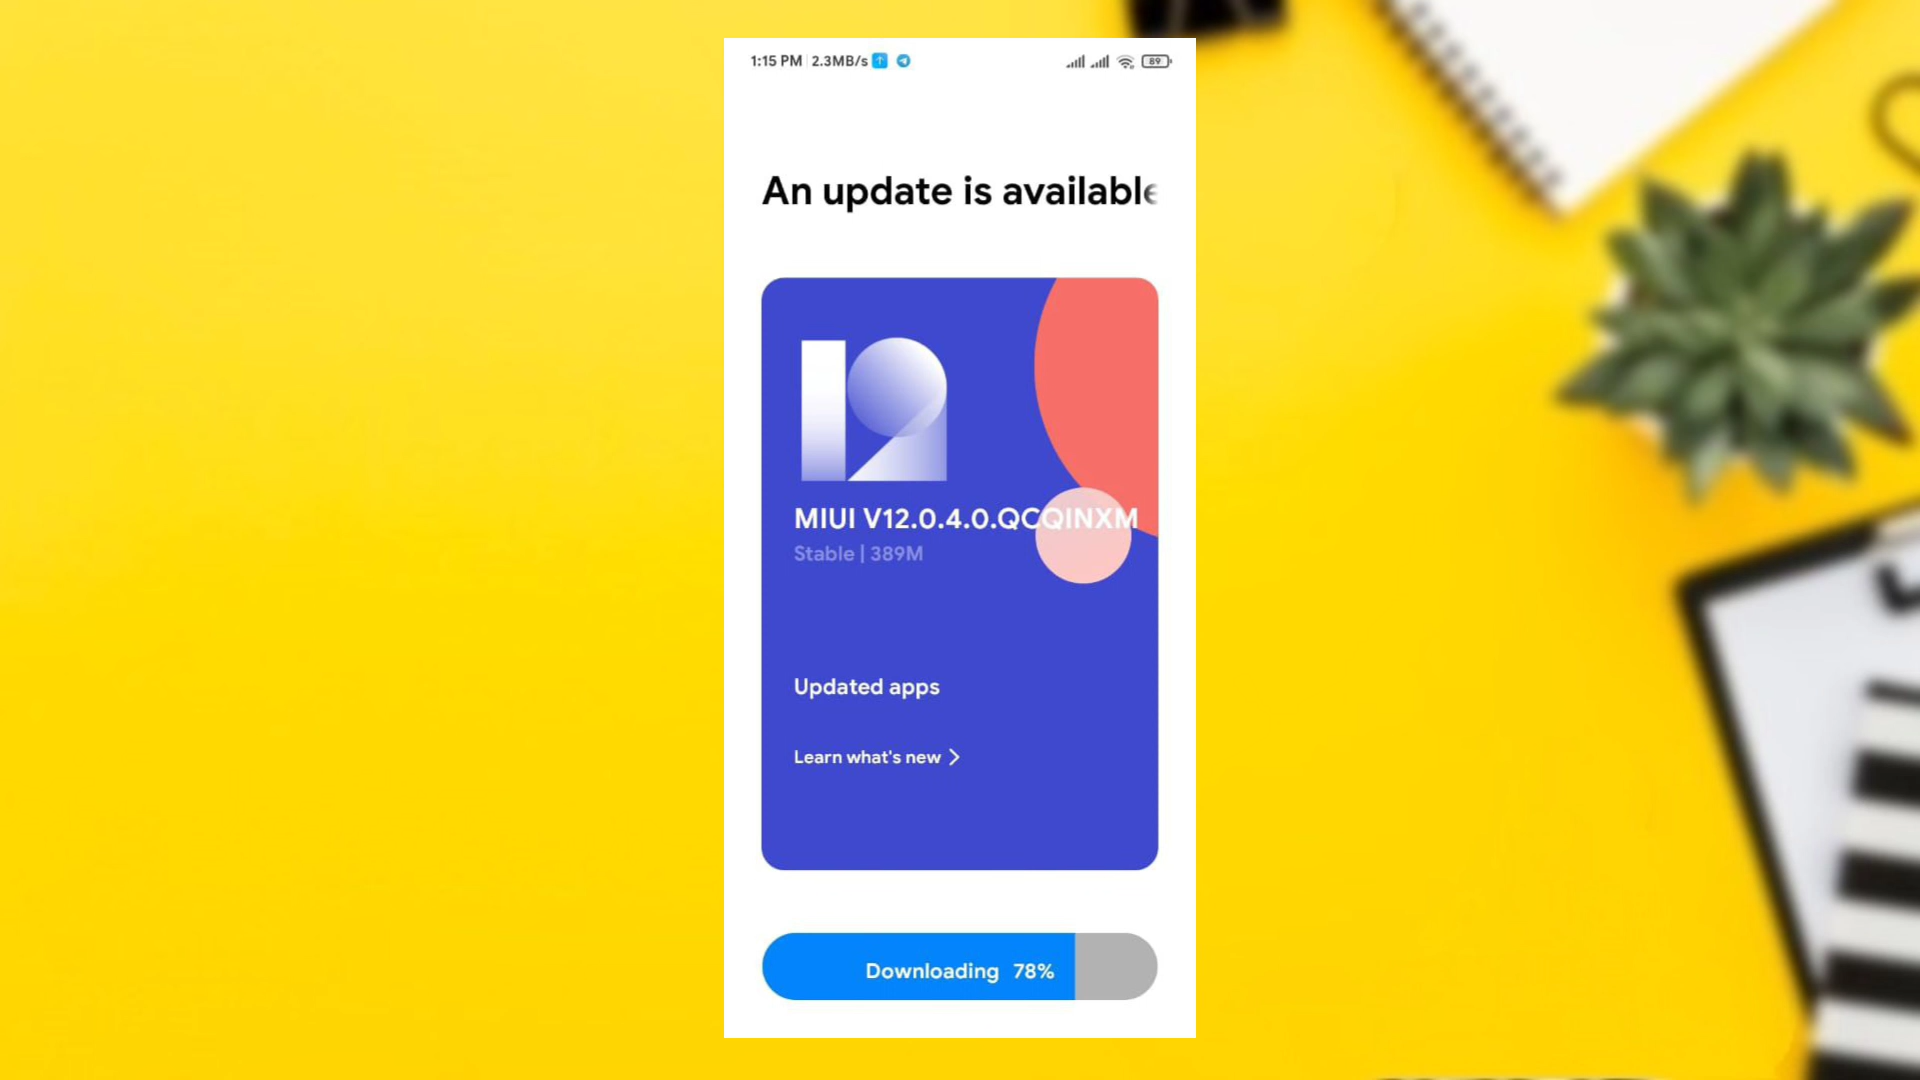 1:15 PM 2.3MB/s 89
An update is available
12
MIUI V12.0.4.0.QCQINXM
Stable | 389M
Updated apps
Learn what's new
Downloading 78%